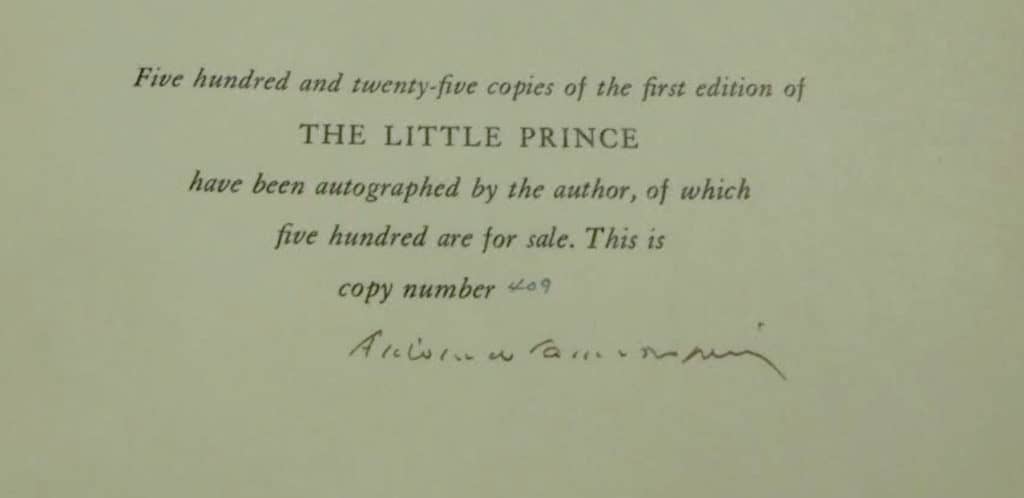 Five hundred and twenty-five copies of the first edition of
THE LITTLE PRINCE
have been autographed by the author, of which
five hundred are for sale. This is
copy number 409